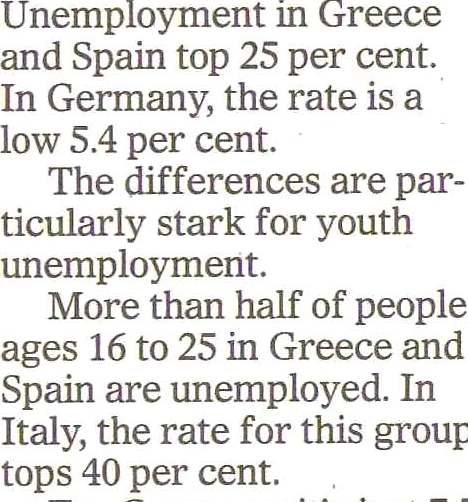 Unemployment in Greece
and Spain top 25 per cent.
In Germany, the rate is a
low 5.4 per cent.
The differences are par-
ticularly stark for youth
unemployment.
More than half of people
ages 16 to 25 in Greece and
Spain are unemployed. In
Italy, the rate for this group
tops 40 per cent.